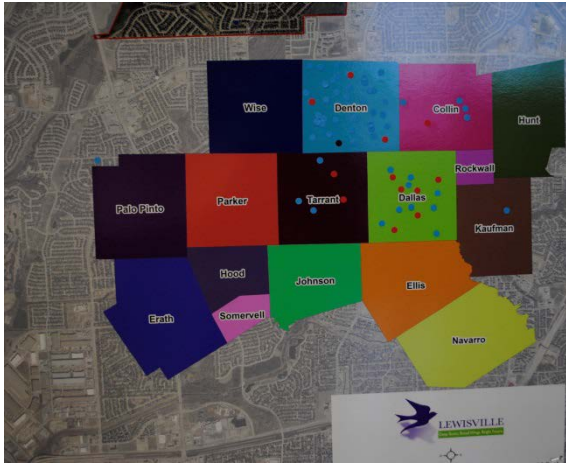 Wise
Denton
Collin
Hunt
Rockwall
Palo Pinto
Parker
Tarrant
Dallas
Kaufman
Hood
Johnson
Ellis
Erath
Somervell
Navarro
LEWISVILLE